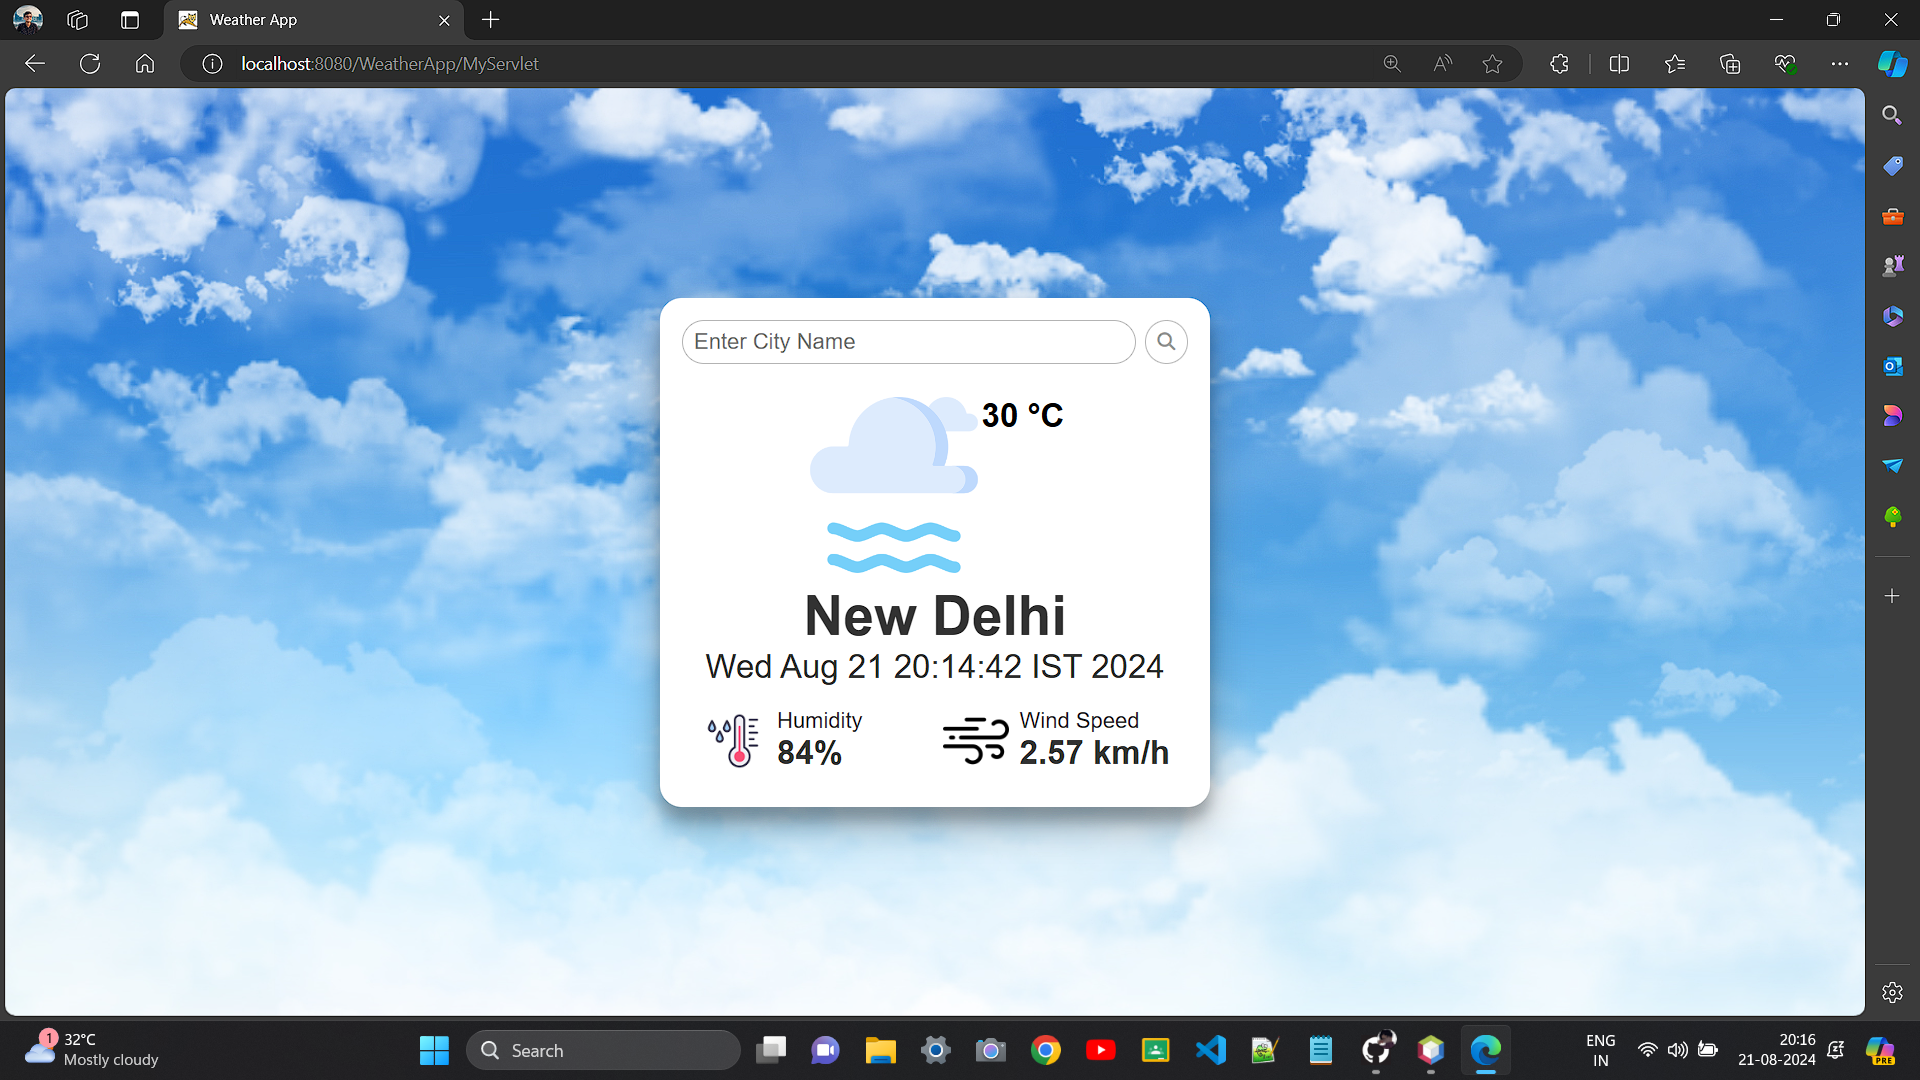 Weather App
localhost:8080/WeatherApp/MyServlet
Enter City Name
30 °C
New Delhi
Wed Aug 21 20:14:42 IST 2024
Humidity
84%
Wind Speed
2.57 km/h
1
32°C
Mostly cloudy
Search
ENG
IN
20:16
21-08-2024
PRE